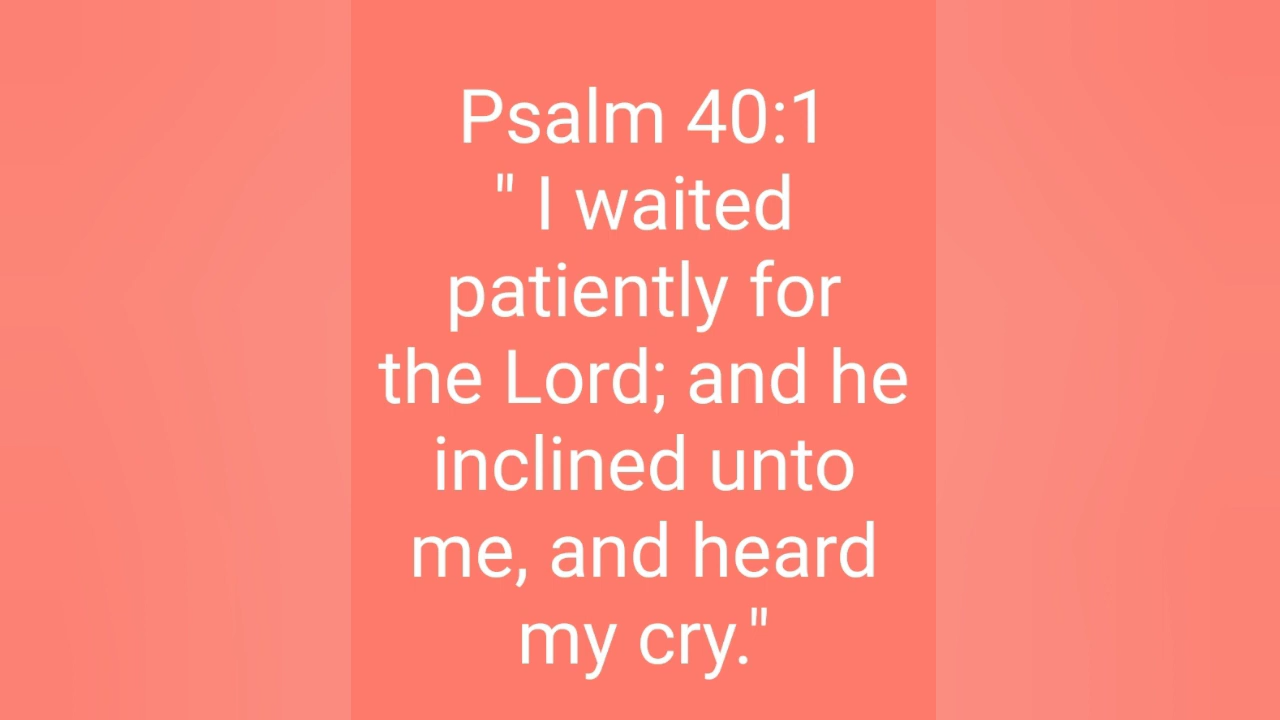 Psalm 40:1
" I waited
patiently for
the Lord; and he
inclined unto
me, and heard
my cry."